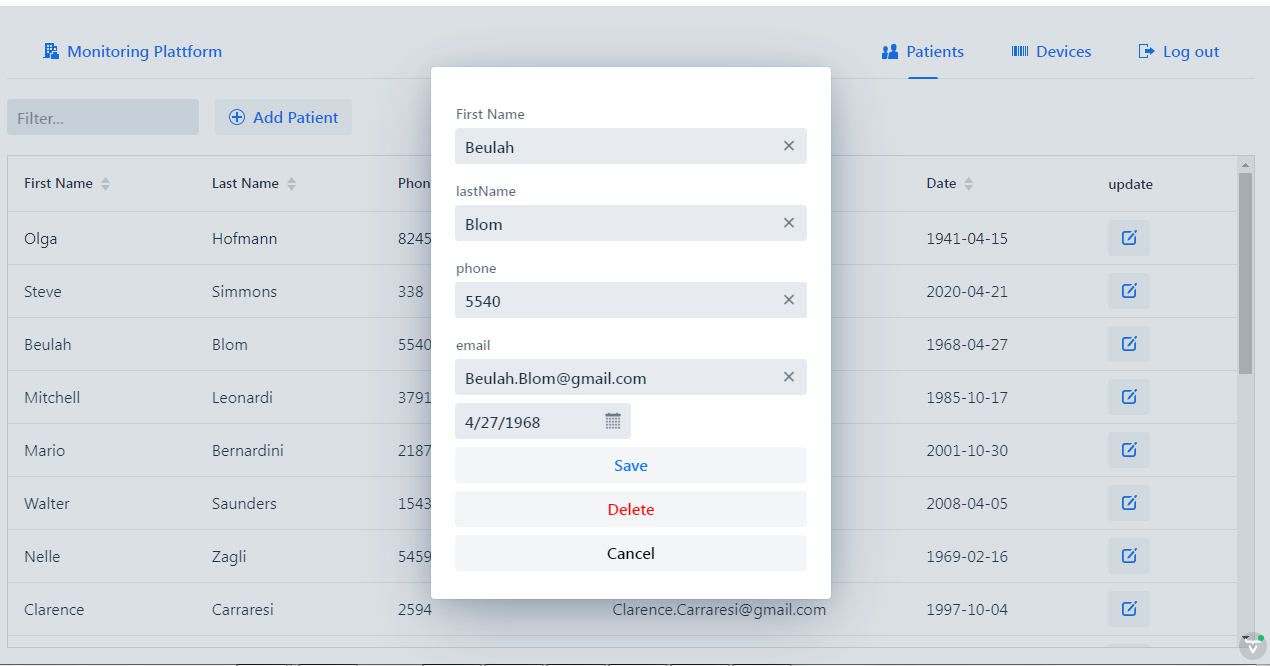 Monitoring Plattform
Patients
Devices
Log out
Filter...
Add Patient
First Name
Last Name
Phon
Date
update
Olga Hofmann 8245 1941-04-15
Steve Simmons 338 2020-04-21
Beulah Blom 5540 1968-04-27
Mitchell Leonardi 3791 1985-10-17
Mario Bernardini 2187 2001-10-30
Walter Saunders 1543 2008-04-05
Nelle Zagli 5459 1969-02-16
Clarence Carraresi 2594 Clarence.Carraresi@gmail.com 1997-10-04
First Name
Beulah
lastName
Blom
phone
5540
email
Beulah.Blom@gmail.com
4/27/1968
Save
Delete
Cancel